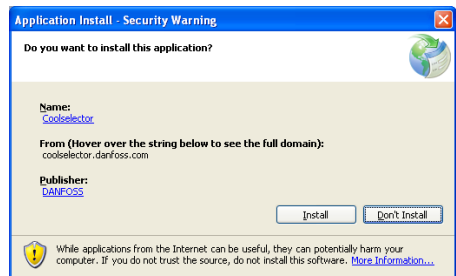 Application Install - Security Warning
Do you want to install this application?
Name:
Coolselector
From (Hover over the string below to see the full domain):
coolselector.danfoss.com
Publisher:
DANFOSS
Install
Don't Install
While applications from the Internet can be useful, they can potentially harm your
computer. If you do not trust the source, do not install this software. More Information...